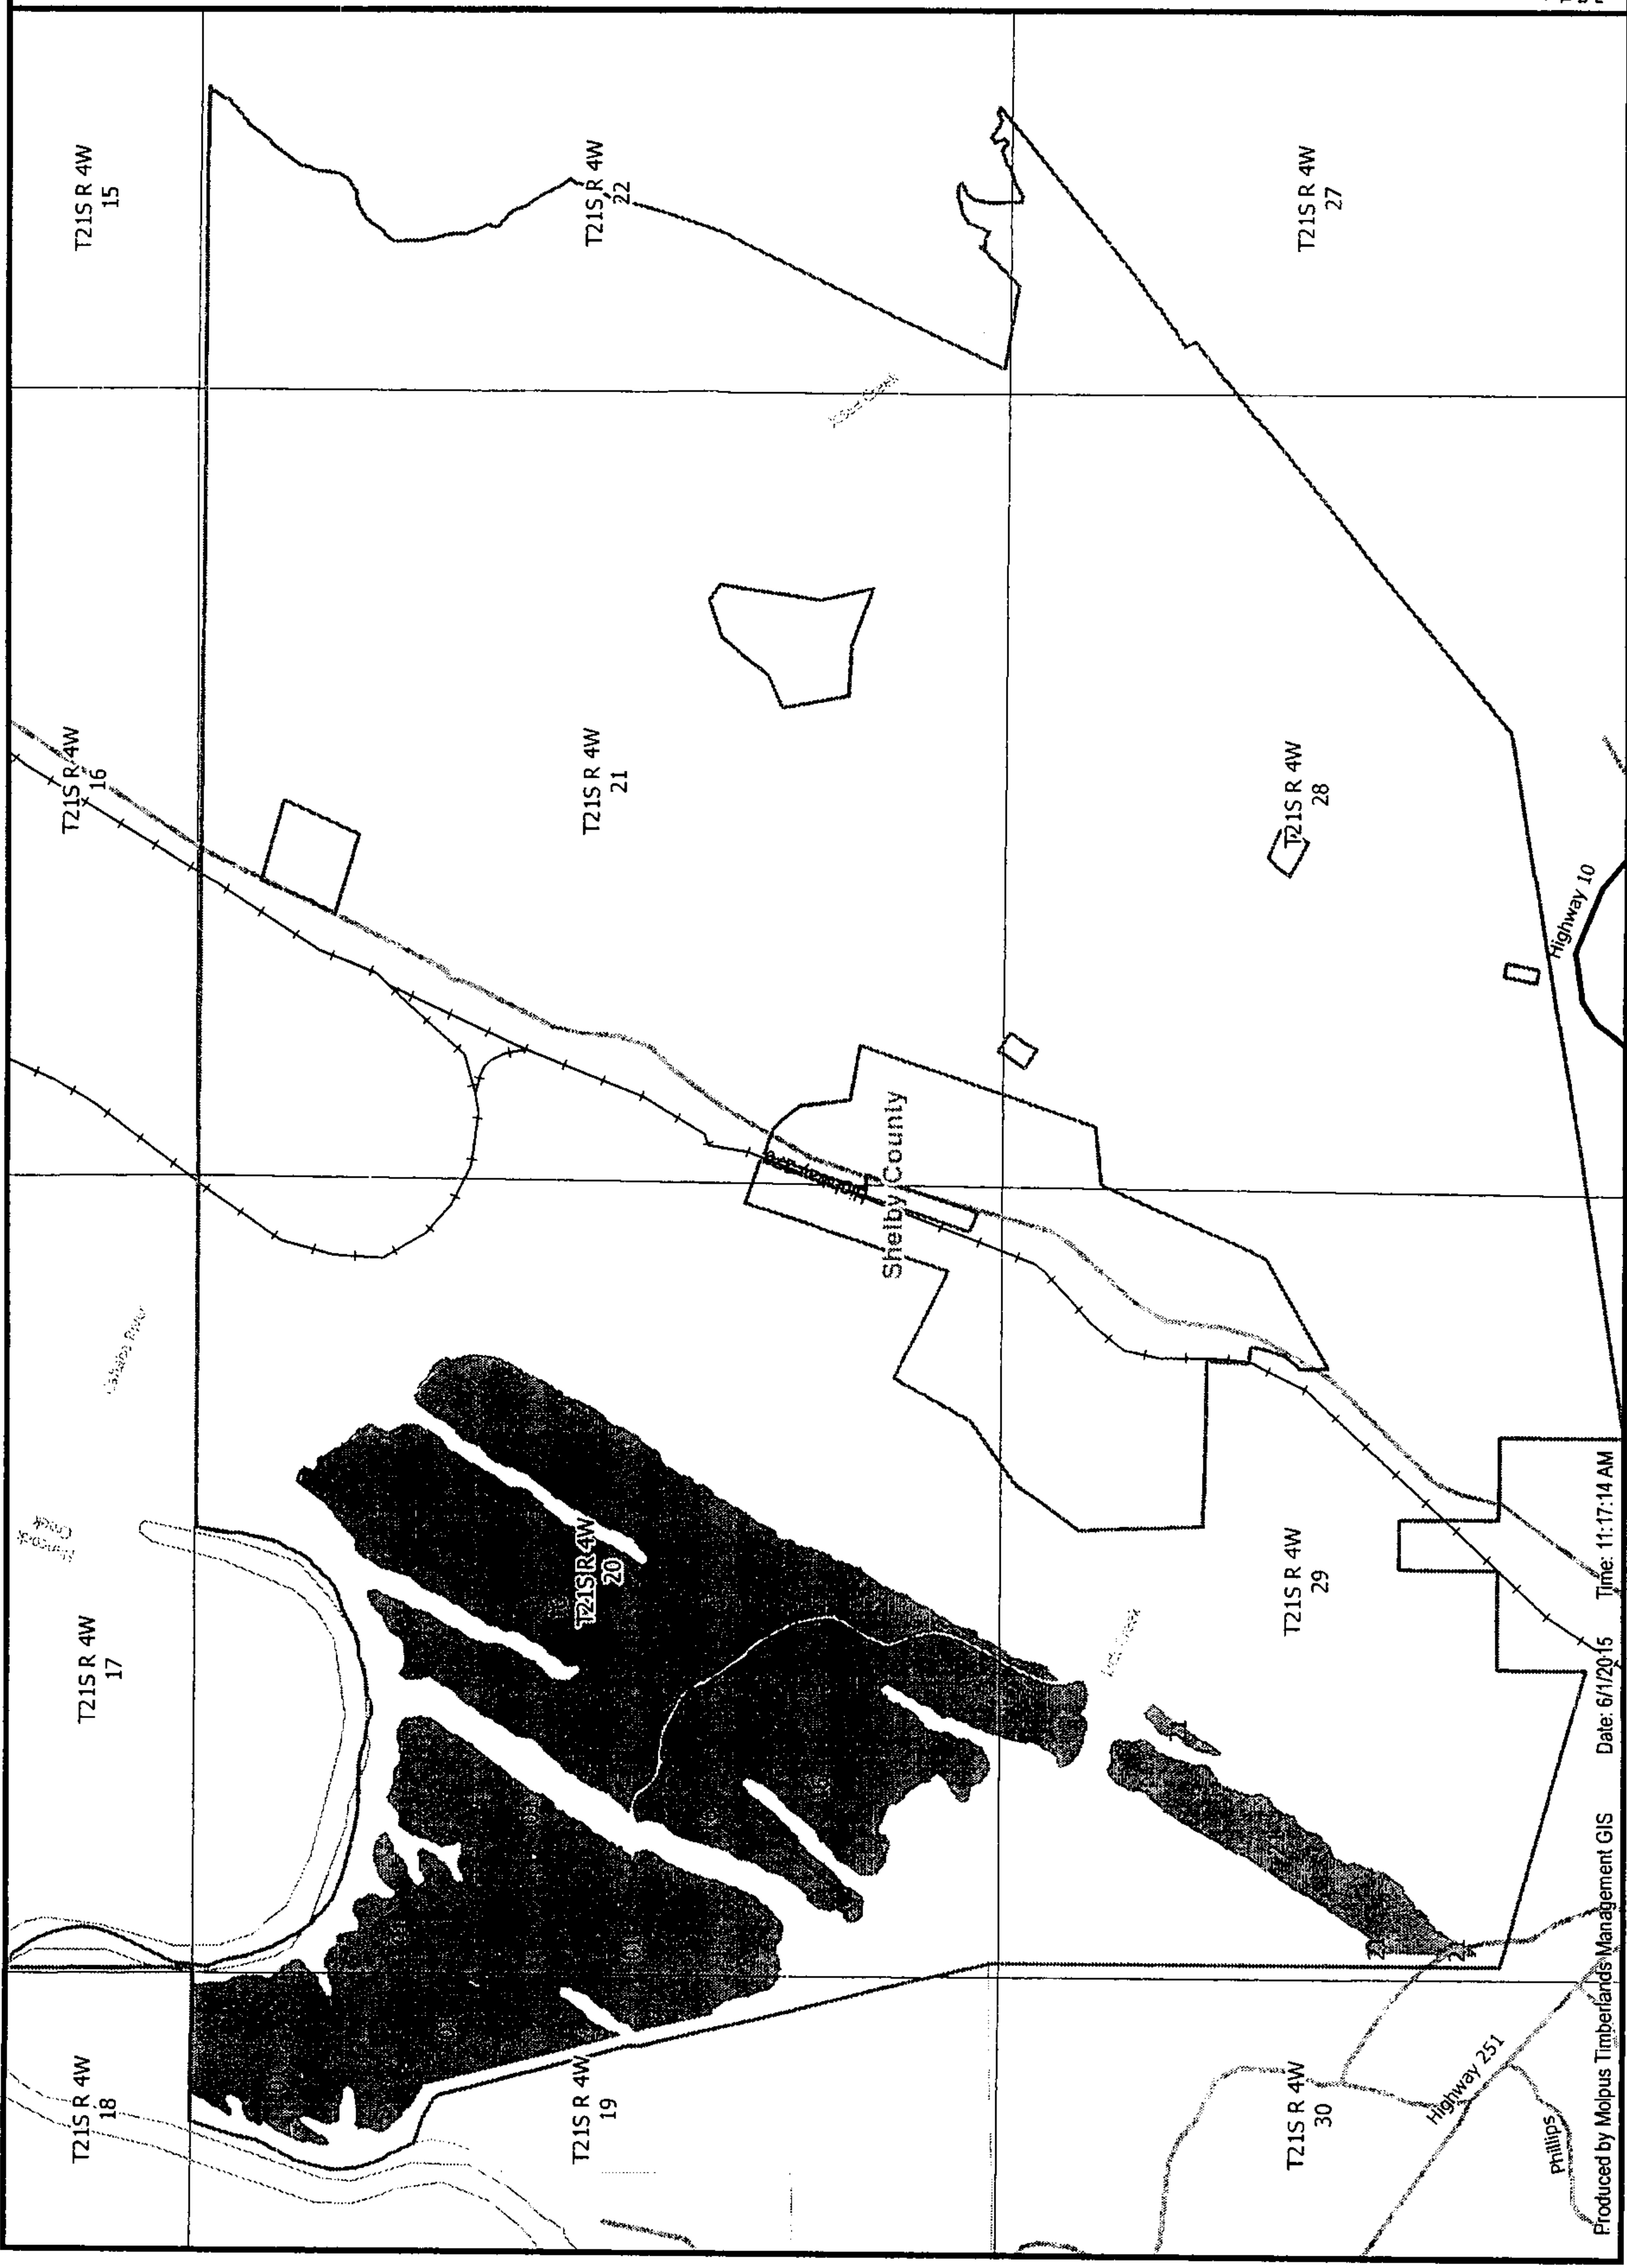 T21S R 4W
18
T21S R 4W
17
T21S R 4W
16
T21S R 4W
15
T21S R 4W
19
T21S R 4W
20
T21S R 4W
21
T21S R 4W
22
Shelby County
T21S R 4W
30
T21S R 4W
29
T21S R 4W
28
T21S R 4W
27
Highway 251
Phillips
Highway 10
Produced by Molpus Timberlands Management GIS Date: 6/1/2015 Time: 11:17:14 AM